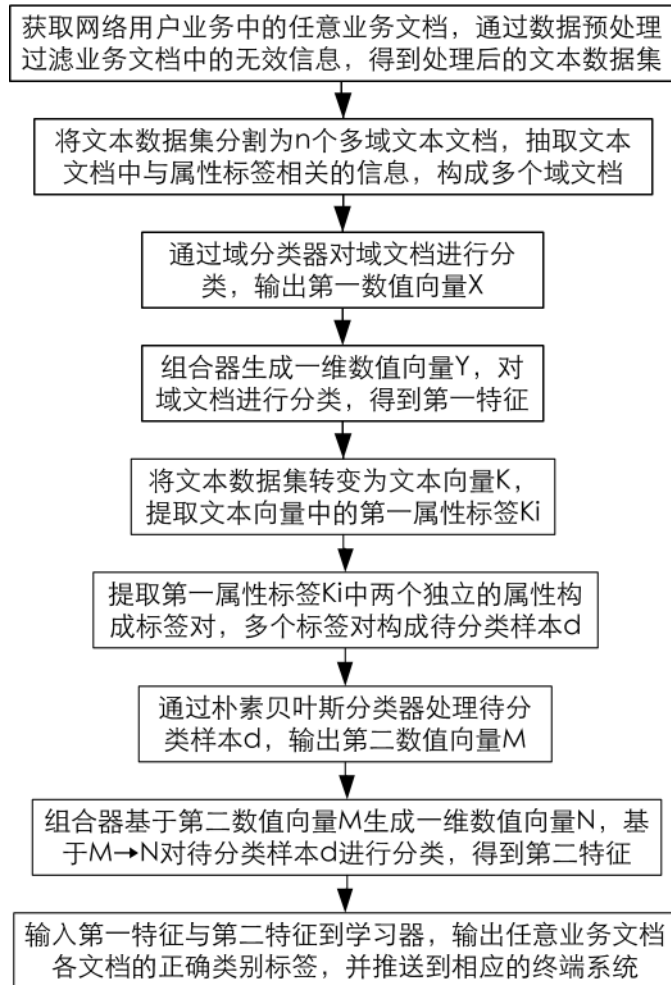 获取网络用户业务中的任意业务文档，通过数据预处理
过滤业务文档中的无效信息，得到处理后的文本数据集
将文本数据集分割为n个多域文本文档，抽取文本
文档中与属性标签相关的信息，构成多个域文档
通过域分类器对域文档进行分
类，输出第一数值向量X
组合器生成一维数值向量Y，对
域文档进行分类，得到第一特征
将文本数据集转变为文本向量K，
提取文本向量中的第一属性标签Ki
提取第一属性标签Ki中两个独立的属性构
成标签对，多个标签对构成待分类样本d
通过朴素贝叶斯分类器处理待分
类样本d，输出第二数值向量M
组合器基于第二数值向量M生成一维数值向量N，基
于M→N对待分类样本d进行分类，得到第二特征
输入第一特征与第二特征到学习器，输出任意业务文档
各文档的正确类别标签，并推送到相应的终端系统